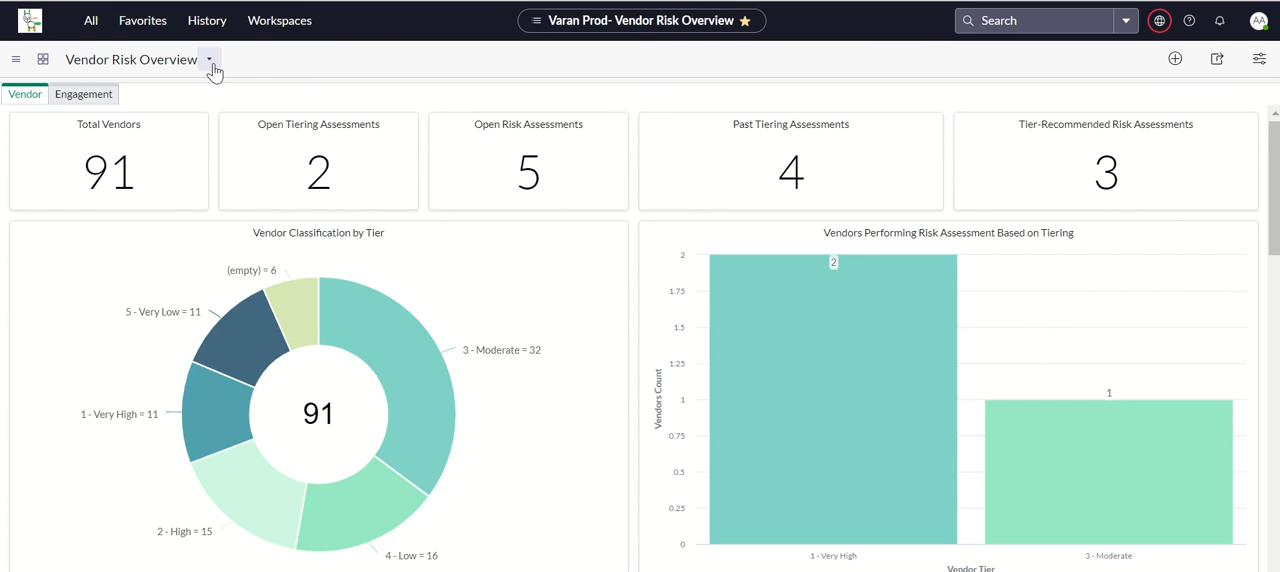 All Favorites History Workspaces
Varan Prod- Vendor Risk Overview
Search
AA
Vendor Risk Overview
Vendor Engagement
Total Vendors
91
Open Tiering Assessments
2
Open Risk Assessments
5
Past Tiering Assessments
4
Tier-Recommended Risk Assessments
3
Vendor Classification by Tier
(empty) = 6
5 - Very Low = 11
3 - Moderate = 32
1 - Very High = 11
91
2 - High = 15
4 - Low = 16
Vendors Performing Risk Assessment Based on Tiering
Vendors Count
2
1.75
1.5
1.25
1
0.75
0.5
0.25
0
2
1
1 - Very High
3 - Moderate
Vendor Tier